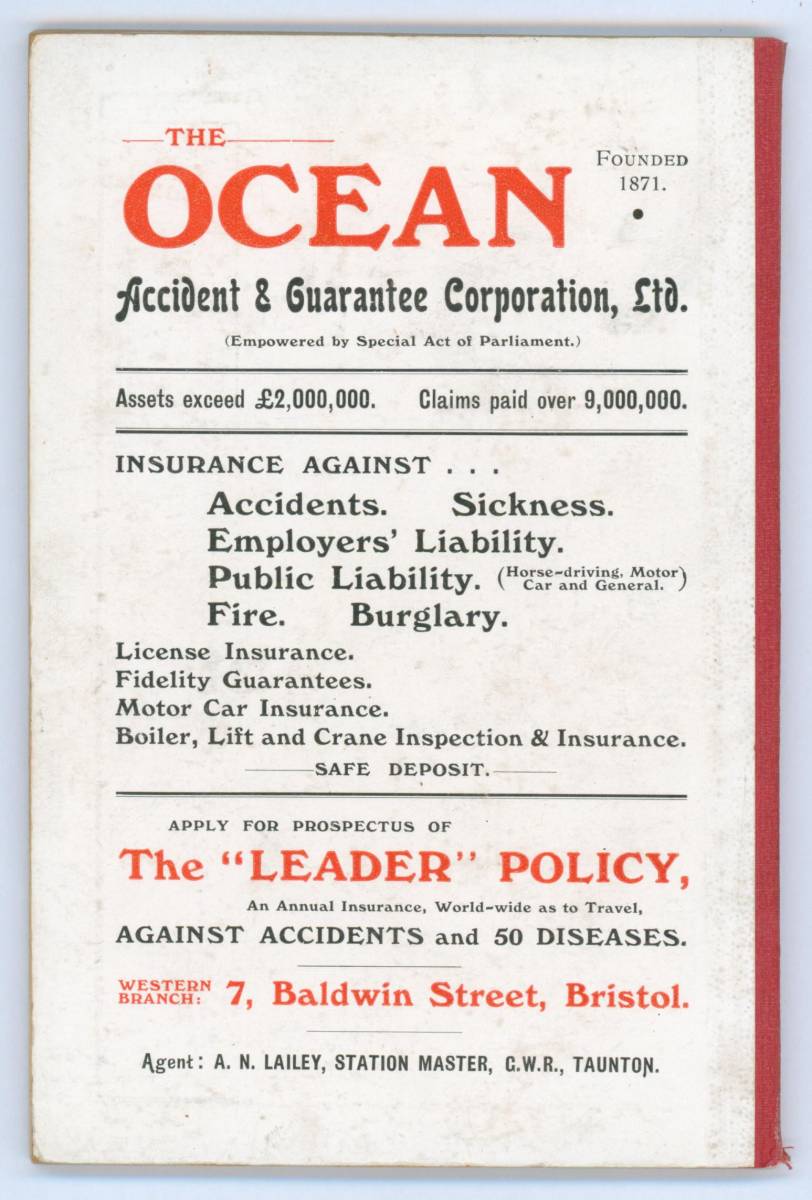 THE
OCEAN
FOUNDED
1871.
Accident & Guarantee Corporation, Ltd.
(Empowered by Special Act of Parliament.)
Assets exceed £2,000,000. Claims paid over 9,000,000.
INSURANCE AGAINST . . .
Accidents. Sickness.
Employers' Liability.
Public Liability. (Horse-driving, Motor
Car and General.)
Fire. Burglary.
License Insurance.
Fidelity Guarantees.
Motor Car Insurance.
Boiler, Lift and Crane Inspection & Insurance.
SAFE DEPOSIT.
APPLY FOR PROSPECTUS OF
The "LEADER" POLICY,
An Annual Insurance, World-wide as to Travel,
AGAINST ACCIDENTS and 50 DISEASES.
WESTERN
BRANCH: 7, Baldwin Street, Bristol.
Agent: A. N. LAILEY, STATION MASTER, G.W.R., TAUNTON.